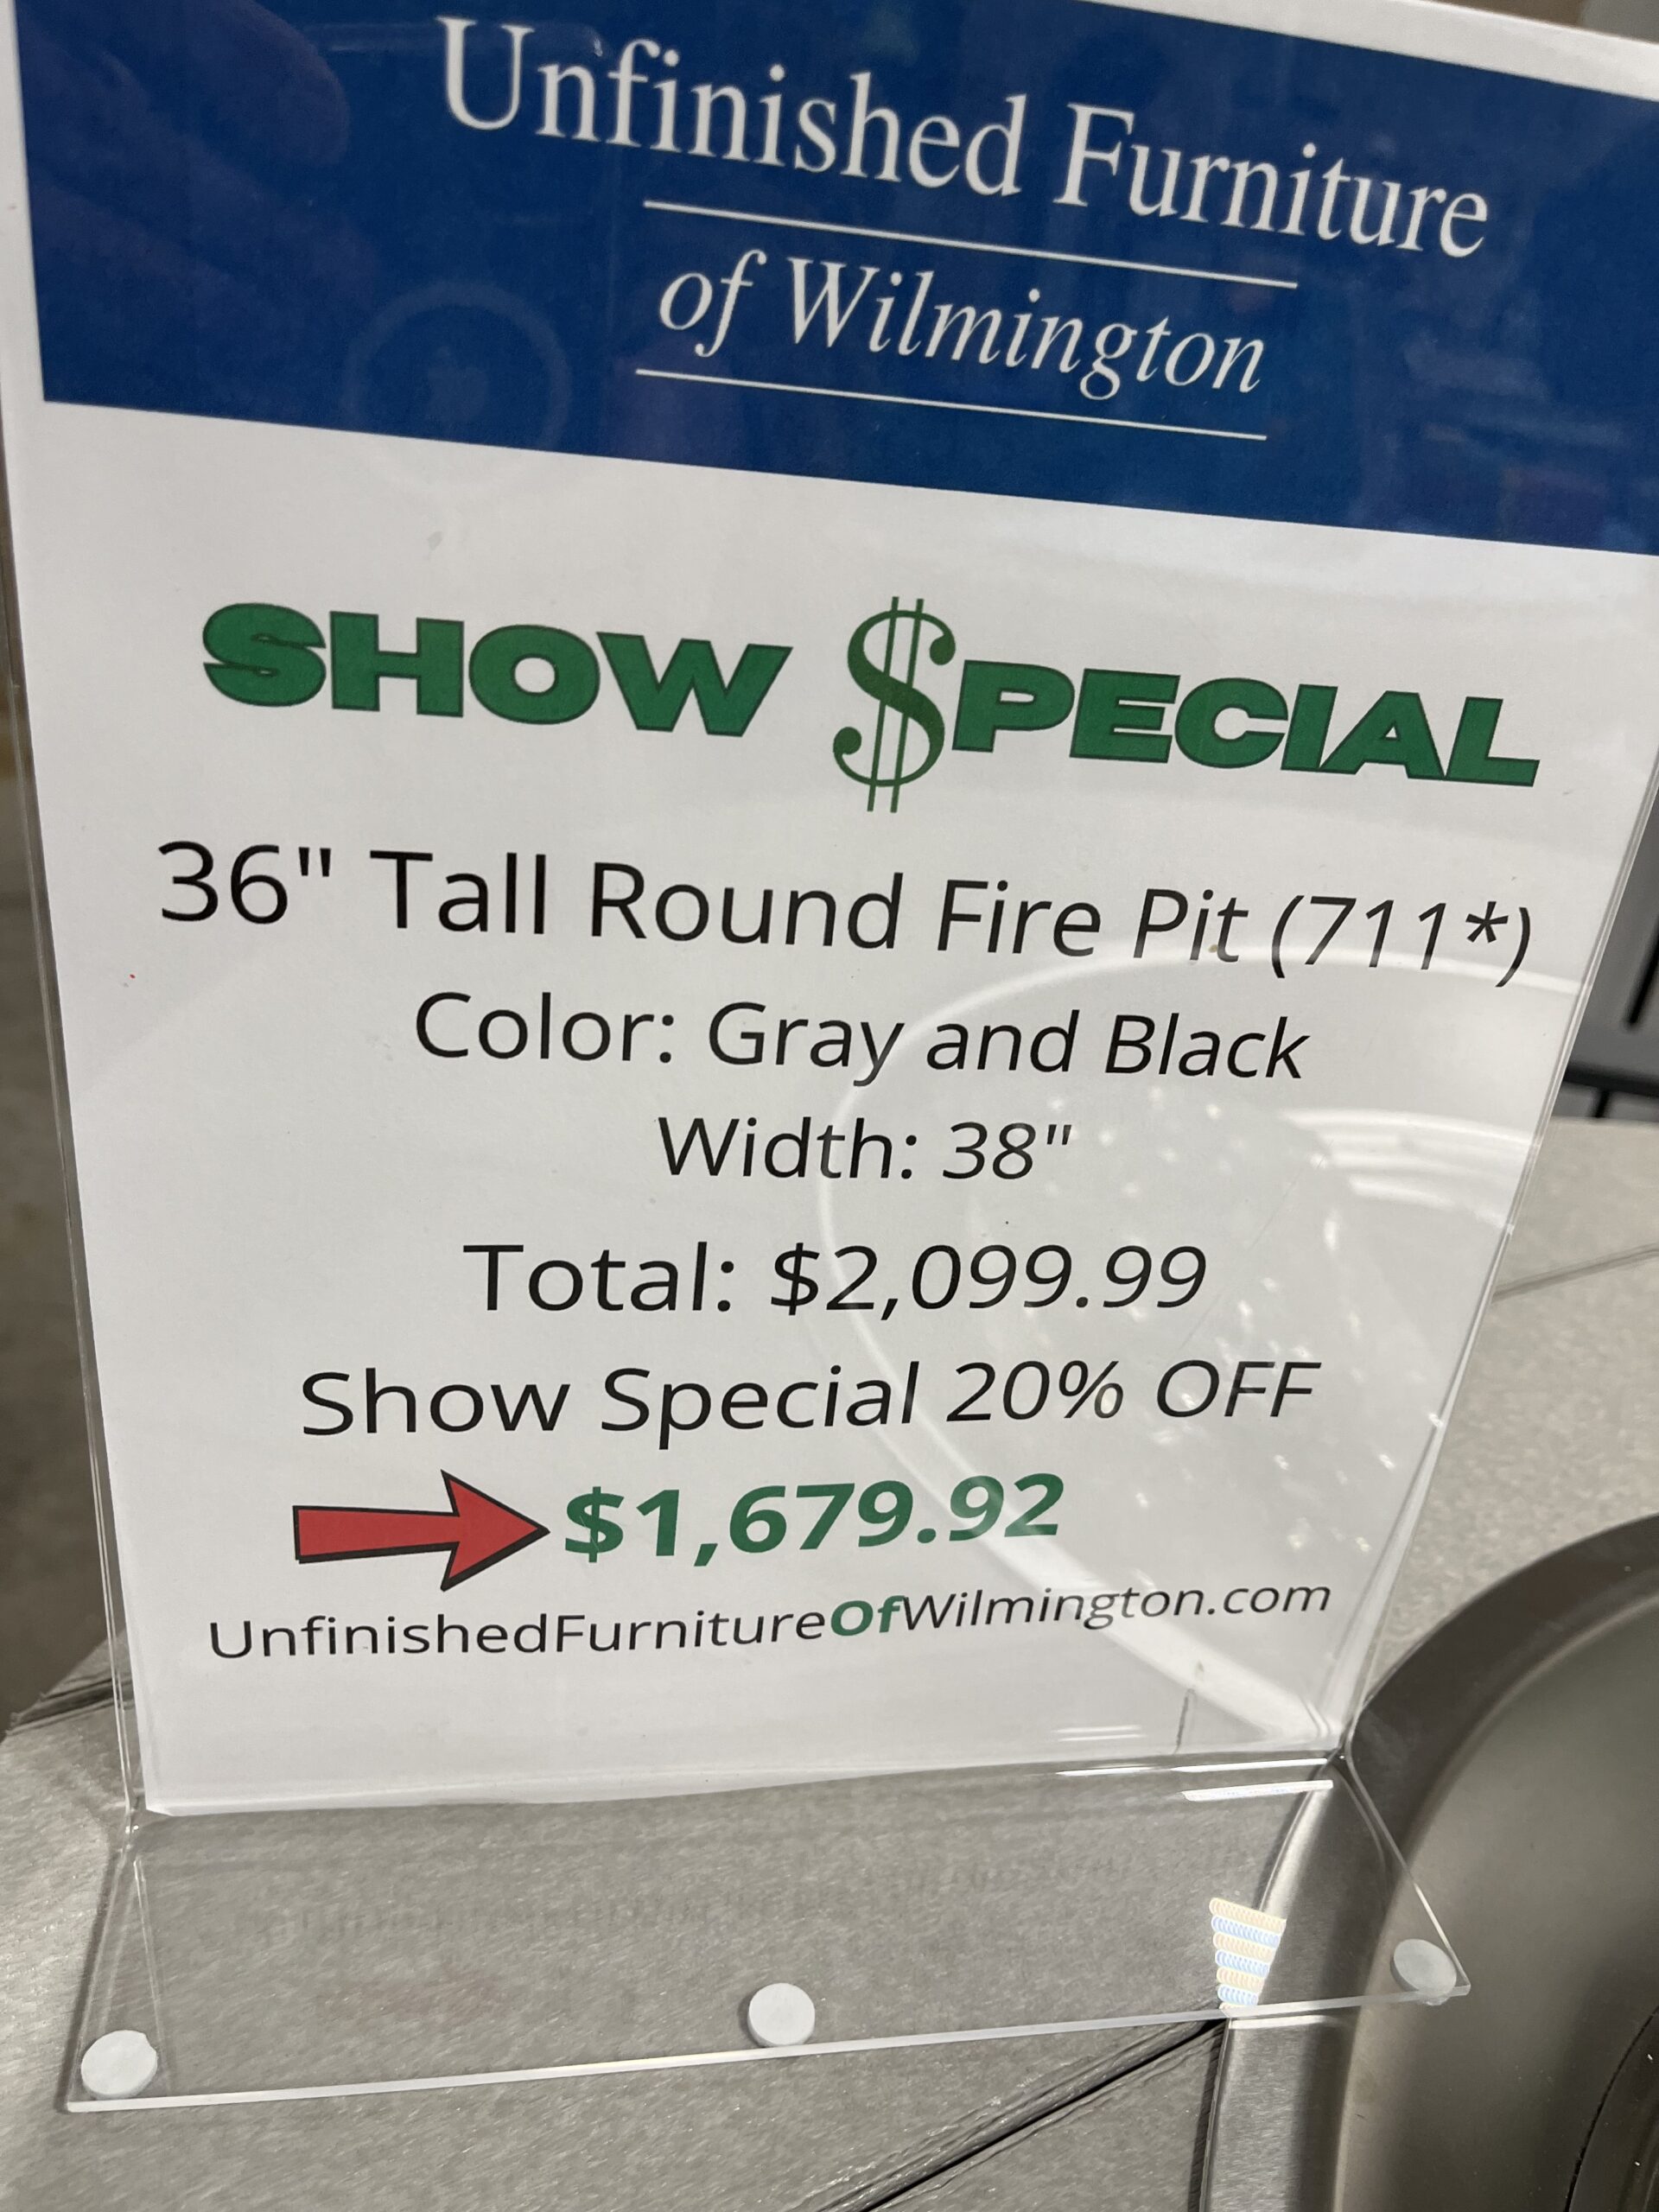 Unfinished Furniture
of Wilmington
SHOW $PECIAL
36" Tall Round Fire Pit (711*)
Color: Gray and Black
Width: 38"
Total: $2,099.99
Show Special 20% OFF
$1,679.92
UnfinishedFurnitureOfWilmington.com